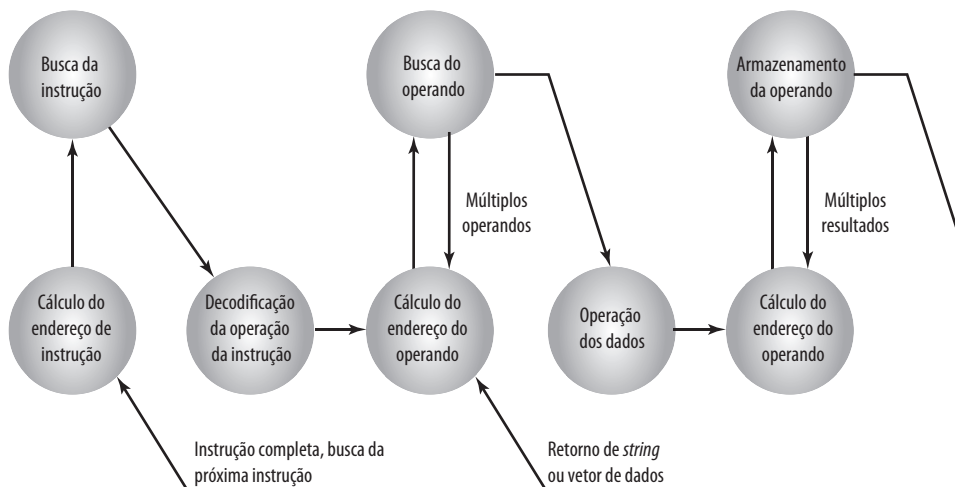 Busca da
instrução
Busca do
operando
Armazenamento
da operando
Múltiplos
operandos
Múltiplos
resultados
Cálculo do
endereço de
instrução
Decodificação
da operação
da instrução
Cálculo do
endereço do
operando
Operação
dos dados
Cálculo do
endereço do
operando
Instrução completa, busca da
próxima instrução
Retorno de string
ou vetor de dados